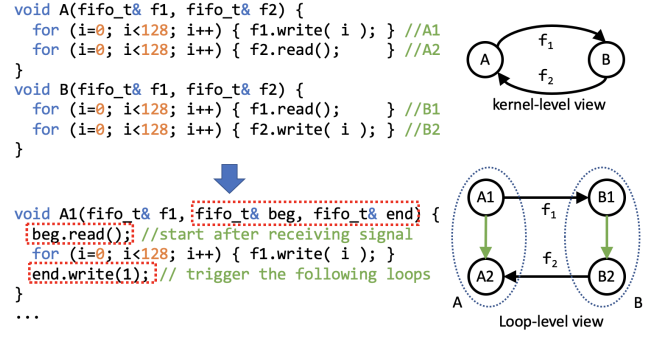 void A(fifo_t& f1, fifo_t& f2) {
for (i=0; i<128; i++) { f1.write( i ); } //A1
for (i=0; i<128; i++) { f2.read();     } //A2
}
void B(fifo_t& f1, fifo_t& f2) {
for (i=0; i<128; i++) { f1.read();     } //B1
for (i=0; i<128; i++) { f2.write( i ); } //B2
}
A
f1
B
f2
kernel-level view
void A1(fifo_t& f1, fifo_t& beg, fifo_t& end) {
beg.read(); //start after receiving signal
for (i=0; i<128; i++) { f1.write( i ); }
end.write(1); // trigger the following loops
}
...
A1
f1
B1
A2
f2
B2
A
B
Loop-level view